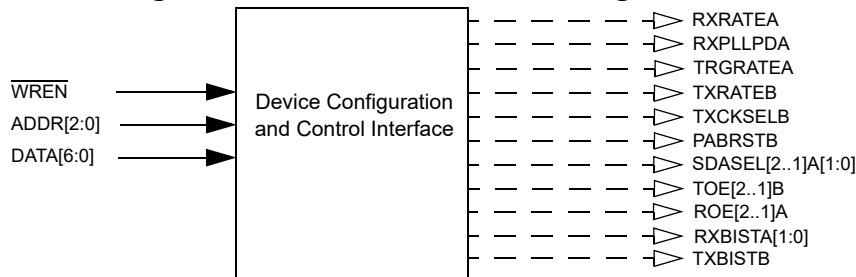 WREN
ADDR[2:0]
DATA[6:0]
Device Configuration
and Control Interface
RXRATEA
RXPLLPDA
TRGRATEA
TXRATEB
TXCKSELB
PABRSTB
SDASEL[2..1]A[1:0]
TOE[2..1]B
ROE[2..1]A
RXBISTA[1:0]
TXBISTB